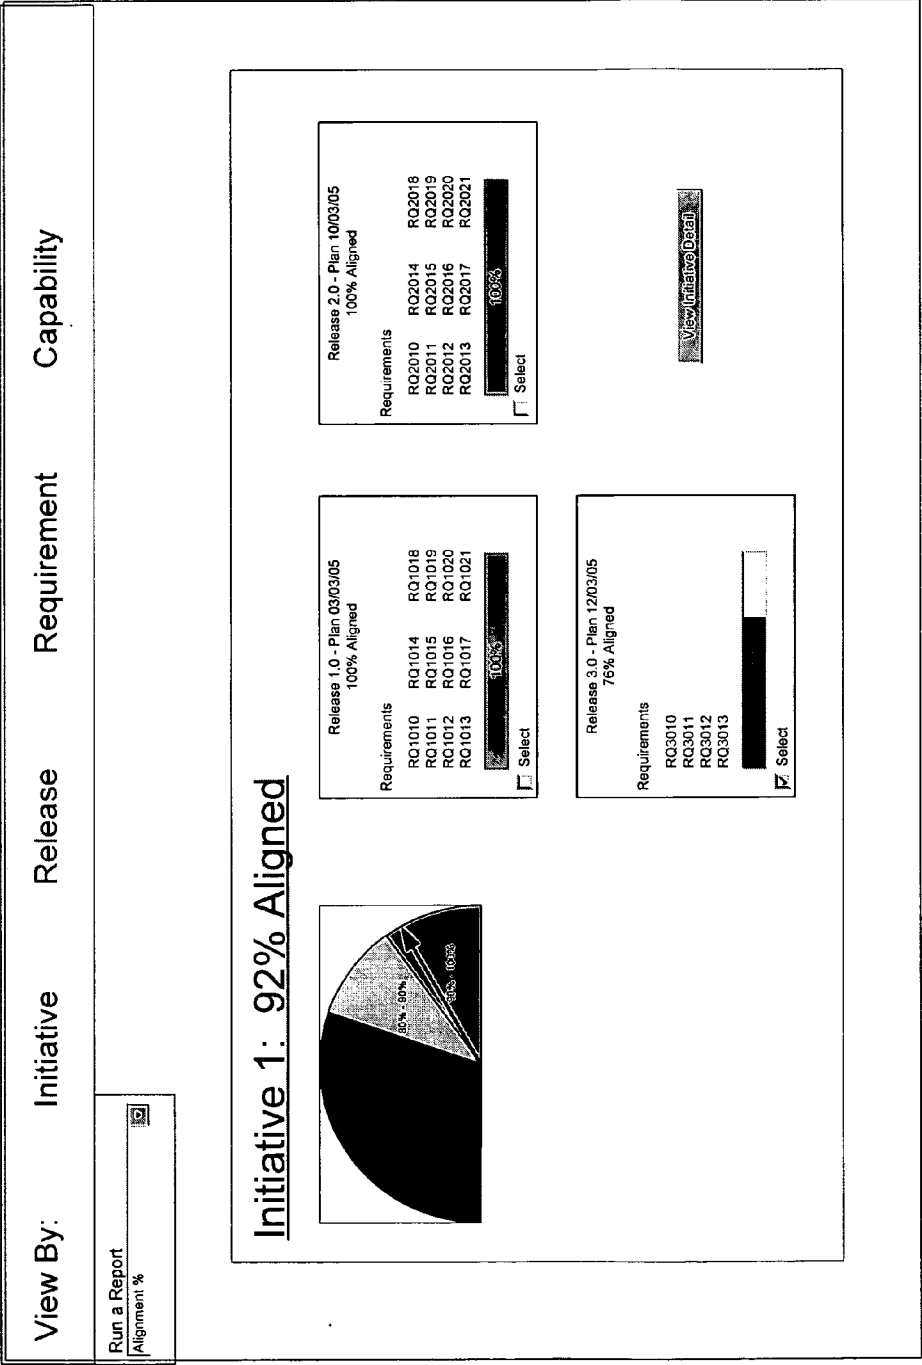 View By: Initiative Release Requirement Capability
Run a Report
Alignment %
Initiative 1: 92% Aligned
80% - 90%
91% - 100%
Release 1.0 - Plan 03/03/05
100% Aligned
Requirements
RQ1010 RQ1014 RQ1018
RQ1011 RQ1015 RQ1019
RQ1012 RQ1016 RQ1020
RQ1013 RQ1017 RQ1021
100%
Select
Release 2.0 - Plan 10/03/05
100% Aligned
Requirements
RQ2010 RQ2014 RQ2018
RQ2011 RQ2015 RQ2019
RQ2012 RQ2016 RQ2020
RQ2013 RQ2017 RQ2021
100%
Select
Release 3.0 - Plan 12/03/05
76% Aligned
Requirements
RQ3010
RQ3011
RQ3012
RQ3013
Select
View Initiative Detail